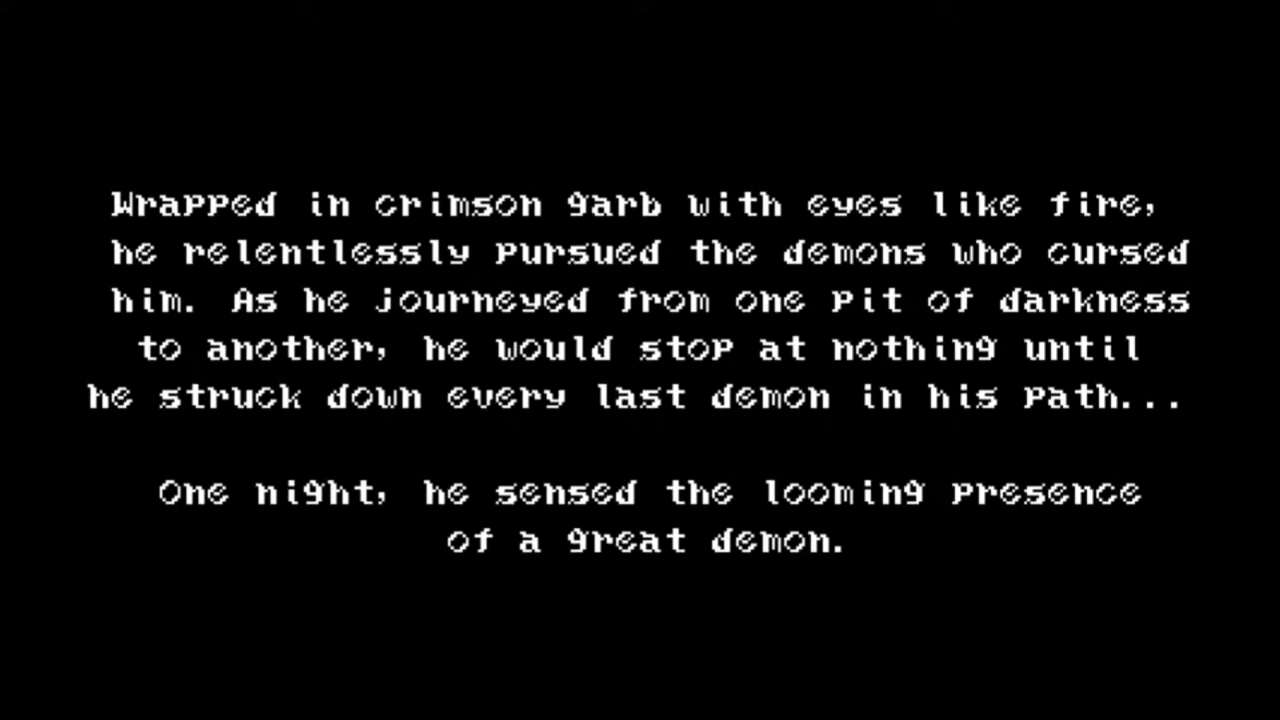 Wrapped in crimson garb with eyes like fire,
he relentlessly pursued the demons who cursed
him. As he journeyed from one pit of darkness
to another, he would stop at nothing until
he struck down every last demon in his path...
One night, he sensed the looming presence
of a great demon.